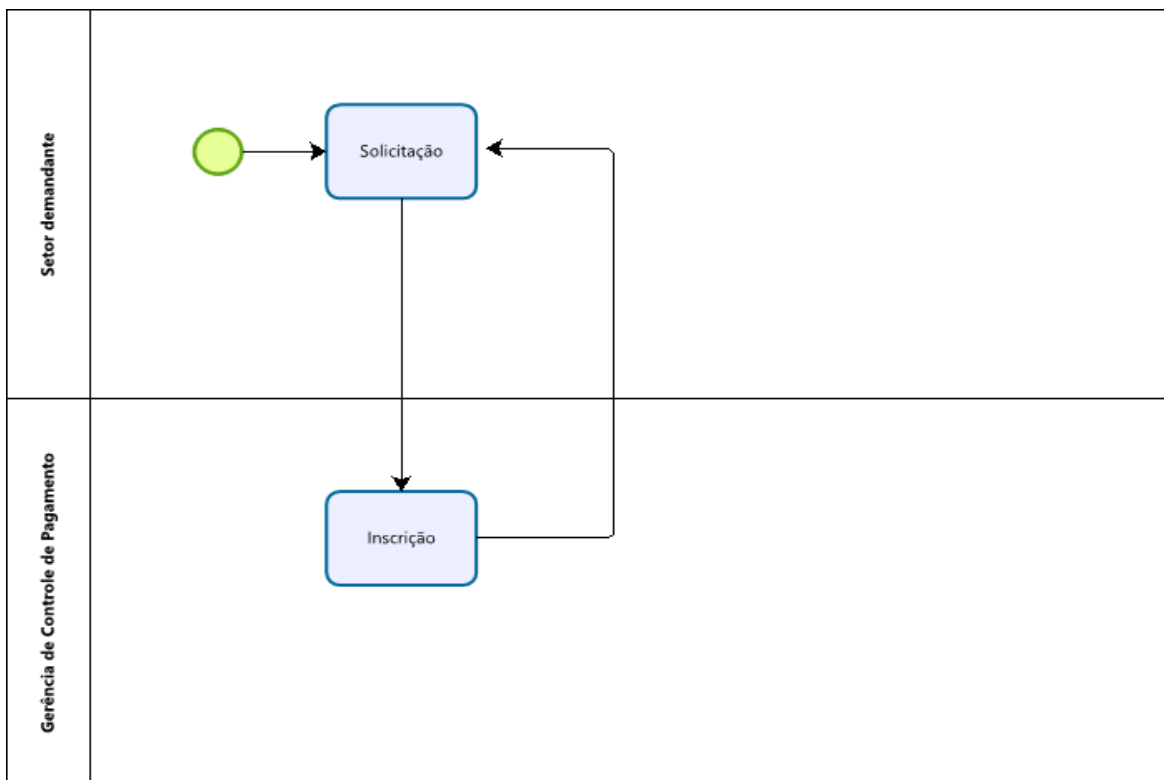 Setor demandante
Solicitação
Gerência de Controle de Pagamento
Inscrição